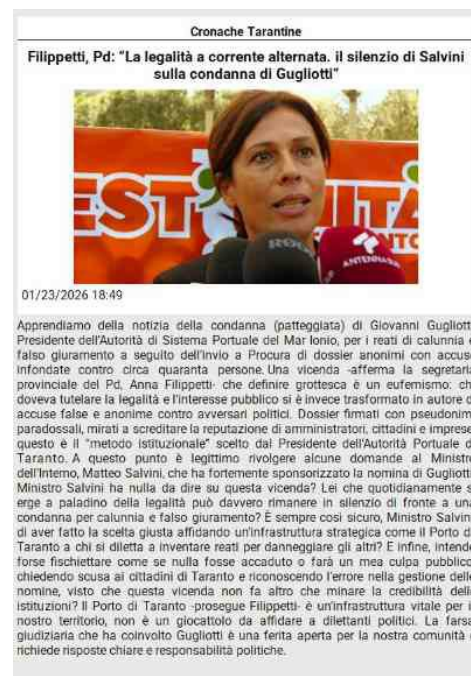 Cronache Tarantine
Filippetti, Pd: "La legalità a corrente alternata. il silenzio di Salvini
sulla condanna di Gugliotti"
EST
ITÀ
ANTENNA
01/23/2026 18:49
Apprendiamo della notizia della condanna (patteggiata) di Giovanni Gugliott
Presidente dell'Autorità di Sistema Portuale del Mar Ionio, per i reati di calunnia e
falso giuramento a seguito dell'invio a Procura di dossier anonimi con accus
infondate contro circa quaranta persone. Una vicenda -afferma la segretaria
provinciale del Pd, Anna Filippetti- che definire grottesca è un eufemismo: ch
doveva tutelare la legalità e l'interesse pubblico si è invece trasformato in autore d
accuse false e anonime contro avversari politici. Dossier firmati con pseudonim
paradossali, mirati a screditare la reputazione di amministratori, cittadini e imprese
questo è il "metodo istituzionale" scelto dal Presidente dell'Autorità Portuale d
Taranto. A questo punto è legittimo rivolgere alcune domande al Ministr
dell'Interno, Matteo Salvini, che ha fortemente sponsorizzato la nomina di Gugliott
Ministro Salvini ha nulla da dire su questa vicenda? Lei che quotidianamente s
erge a paladino della legalità può davvero rimanere in silenzio di fronte a una
condanna per calunnia e falso giuramento? È sempre così sicuro, Ministro Salvin
di aver fatto la scelta giusta affidando un'infrastruttura strategica come il Porto d
Taranto a chi si diletta a inventare reati per danneggiare gli altri? E infine, intende
forse fischiettare come se nulla fosse accaduto o farà un mea culpa pubblico
chiedendo scusa ai cittadini di Taranto e riconoscendo l'errore nella gestione dell
nomine, visto che questa vicenda non fa altro che minare la credibilità dell
istituzioni? Il Porto di Taranto -prosegue Filippetti- è un'infrastruttura vitale per i
nostro territorio, non è un giocattolo da affidare a dilettanti politici. La farsa
giudiziaria che ha coinvolto Gugliotti è una ferita aperta per la nostra comunità e
richiede risposte chiare e responsabilità politiche.